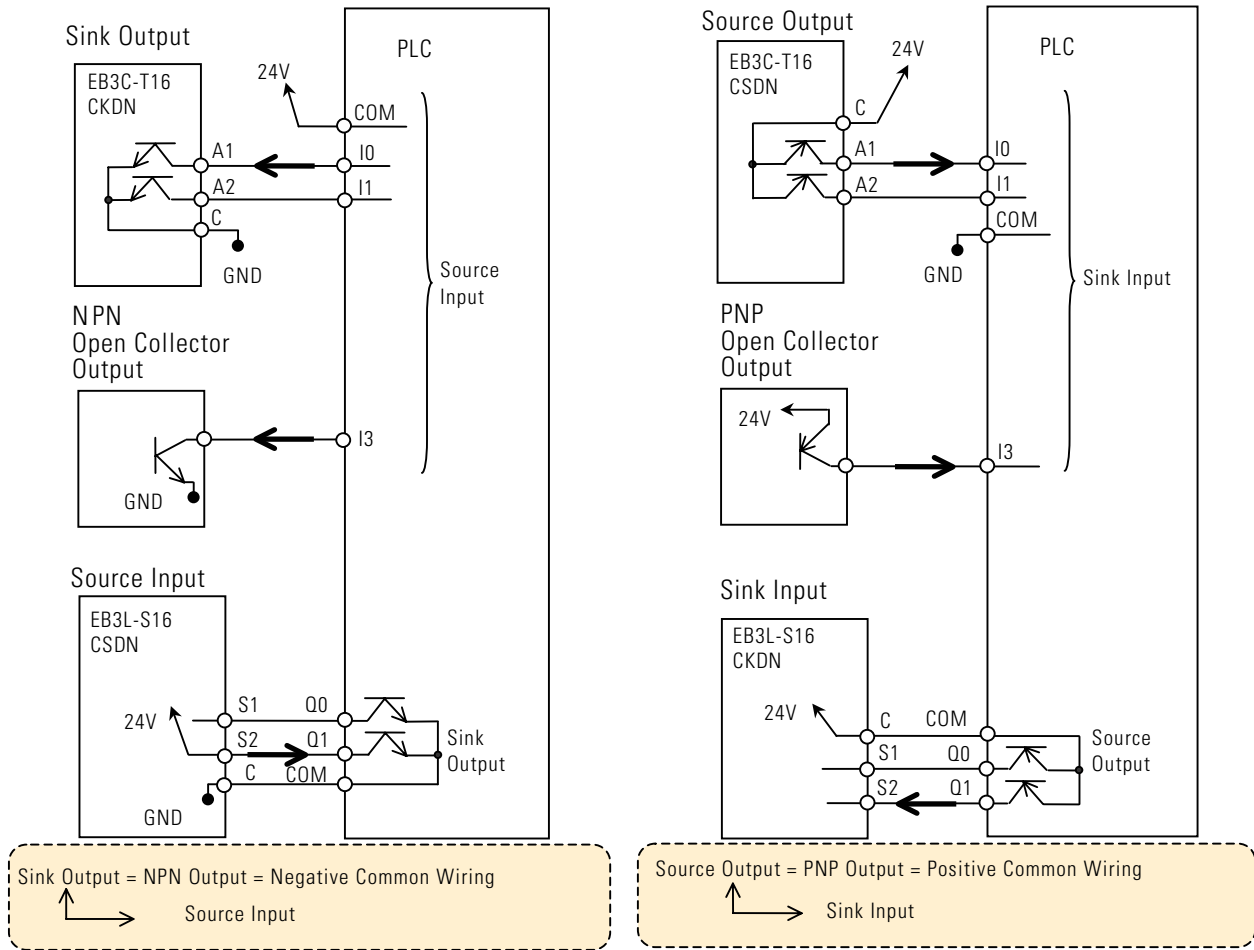 Sink Output
EB3C-T16
CKDN
24V
PLC
COM
A1
I0
A2
I1
C
GND
Source
Input
NPN
Open Collector
Output
I3
GND
Source Input
EB3L-S16
CSDN
24V
S1
Q0
S2
Q1
C
COM
GND
Sink
Output
Sink Output = NPN Output = Negative Common Wiring
Source Input
Source Output
EB3C-T16
CSDN
24V
PLC
C
A1
I0
A2
I1
COM
GND
Sink Input
PNP
Open Collector
Output
24V
I3
Sink Input
EB3L-S16
CKDN
24V
C
COM
S1
Q0
S2
Q1
Source
Output
Source Output = PNP Output = Positive Common Wiring
Sink Input